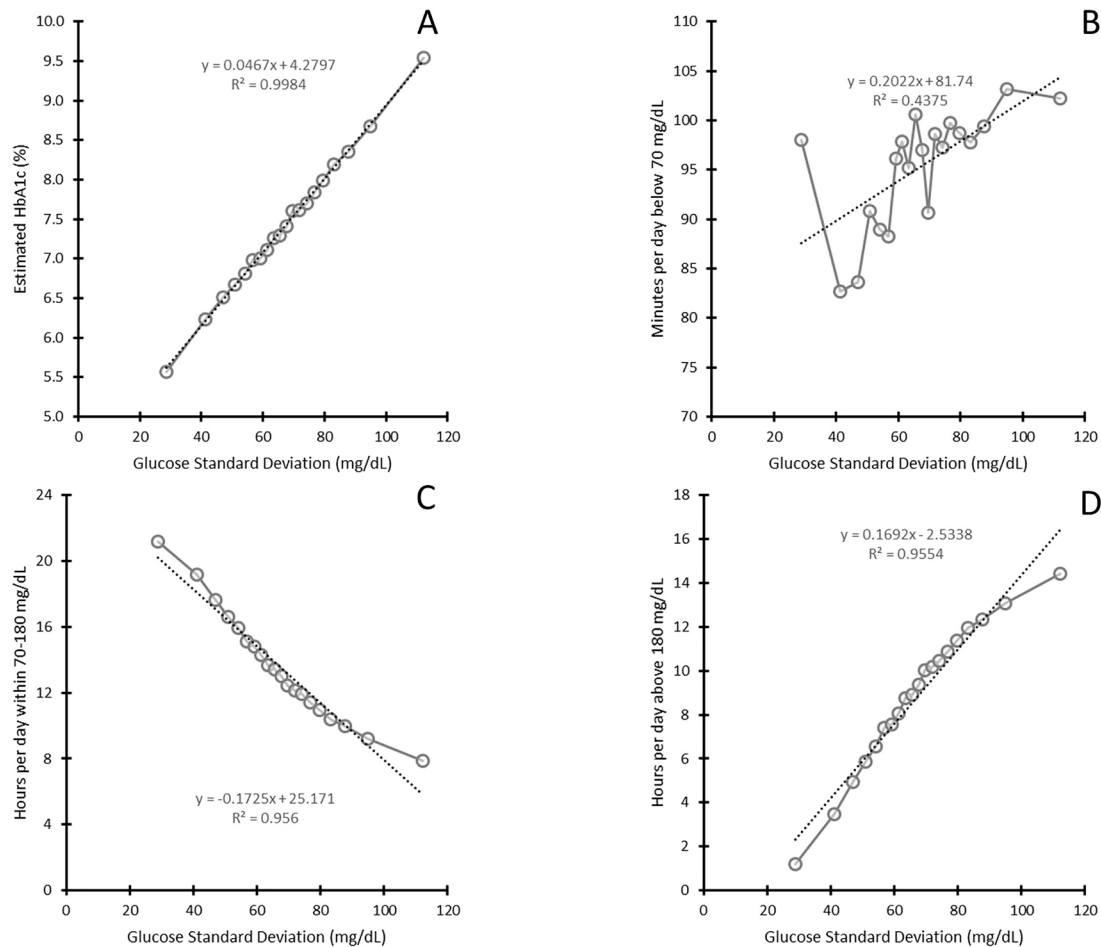 A
10.0
9.5
9.0
8.5
8.0
7.5
7.0
6.5
6.0
5.5
5.0
Estimated HbA1c (%)
y = 0.0467x + 4.2797
R² = 0.9984
0 20 40 60 80 100 120
Glucose Standard Deviation (mg/dL)
B
110
105
100
95
90
85
80
75
70
Minutes per day below 70 mg/dL
y = 0.2022x + 81.74
R² = 0.4375
0 20 40 60 80 100 120
Glucose Standard Deviation (mg/dL)
C
24
20
16
12
8
4
0
Hours per day within 70-180 mg/dL
y = -0.1725x + 25.171
R² = 0.956
0 20 40 60 80 100 120
Glucose Standard Deviation (mg/dL)
D
18
16
14
12
10
8
6
4
2
0
Hours per day above 180 mg/dL
y = 0.1692x - 2.5338
R² = 0.9554
0 20 40 60 80 100 120
Glucose Standard Deviation (mg/dL)